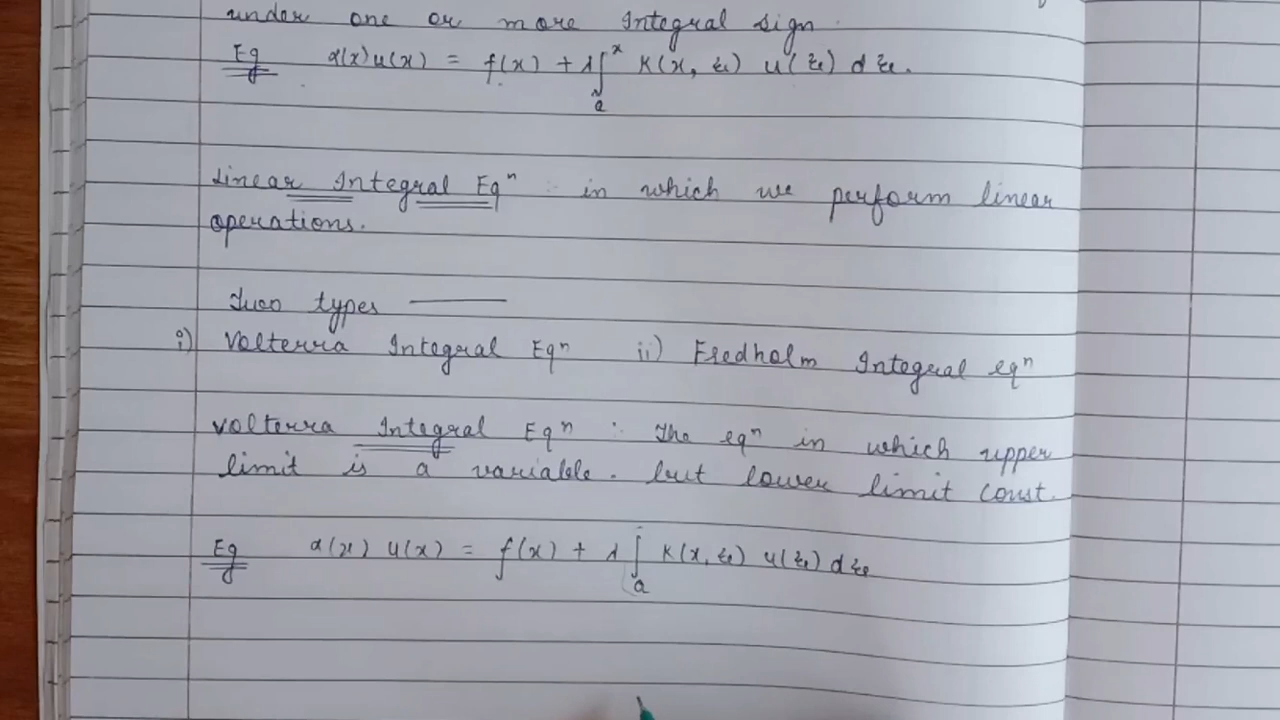 under one or more Integral sign.
Eg α(x)u(x) = f(x) + λ∫ₐˣ K(x, ξ) u(ξ) dξ.
Linear Integral Eqⁿ : in which we perform linear
operations.
Two types ———
i) Volterra Integral Eqⁿ ii) Fredholm Integral eqⁿ
Volterra Integral Eqⁿ : The eqⁿ in which upper
limit is a variable. but lower limit const.
Eg α(x) u(x) = f(x) + λ∫ₐ K(x, ξ) u(ξ) dξ